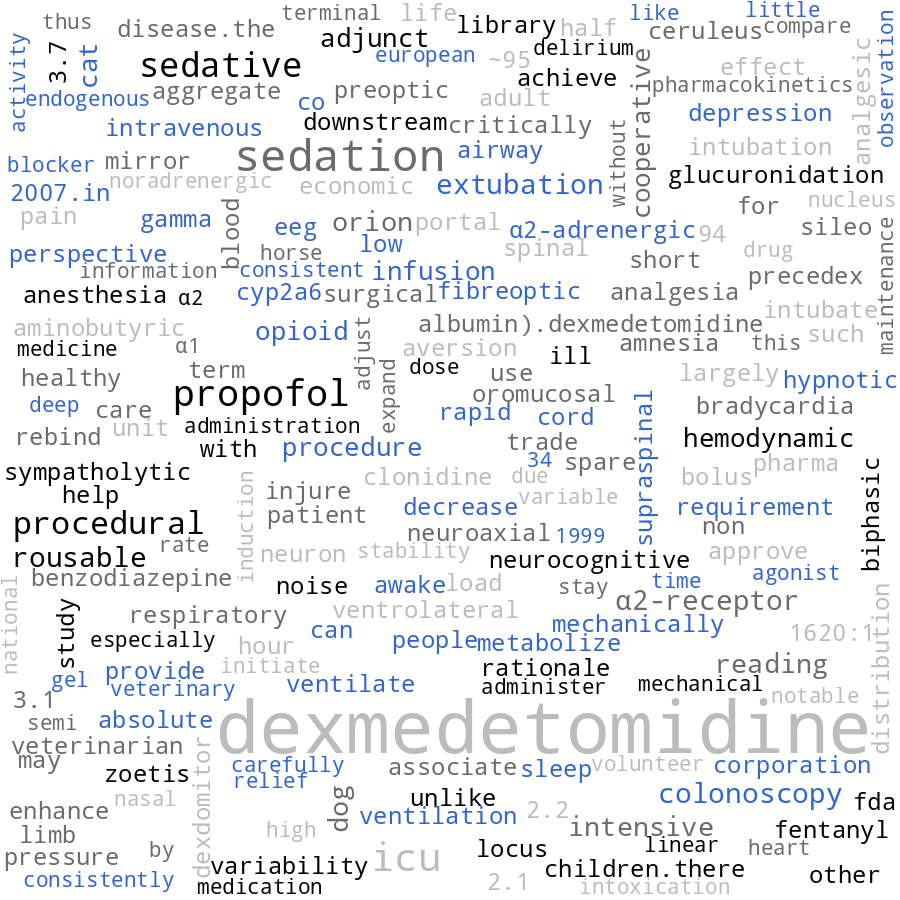 thus
terminal
life
library
like
little
disease.the
adjunct
half
ceruleus
compare
activity
3.7
cat
sedative
european
~95
delirium
observation
endogenous
aggregate
co
preoptic
achieve
cooperative
effect
pharmacokinetics
analgesic
adult
intravenous
downstream
critically
depression
blocker
mirror
sedation
airway
without
intubation
2007.in
noradrenergic
economic
extubation
glucuronidation
pain
gamma
blood
eeg
orion
portal
α2-adrenergic
94
for
nucleus
sileo
perspective
horse
low
spinal
short
drug
maintenance
information
consistent
infusion
precedex
anesthesia
α2
cyp2a6
surgical
fibreoptic
analgesia
intubate
aminobutyric
opioid
adjust
albumin).dexmedetomidine
such
medicine
α1
aversion
amnesia
this
healthy
term
expand
dose
ill
use
largely
hypnotic
deep
care
propofol
oromucosal
rebind
unit
administration
rapid
cord
supraspinal
bradycardia
with
procedure
trade
hemodynamic
sympatholytic
34
spare
pharma
biphasic
help
induction
injure
clonidine
due
bolus
procedural
patient
decrease
variable
requirement
rousable
rate
neuroaxial
1999
non
neuron
stability
neurocognitive
approve
benzodiazepine
noise
awake
load
stay
time
agonist
national
study
respiratory
ventrolateral
α2-receptor
distribution
especially
hour
can
people
metabolize
mechanically
1620:1
gel
provide
initiate
rationale
reading
veterinary
ventilate
administer
mechanical
notable
3.1
semi
absolute
dexmedetomidine
veterinarian
may
zoetis
dexdomitor
carefully
relief
associate
sleep
volunteer
corporation
enhance
nasal
dog
unlike
colonoscopy
fda
limb
high
ventilation
2.2
intensive
fentanyl
pressure
by
variability
icu
locus
linear
heart
consistently
medication
2.1
children.there
intoxication
other